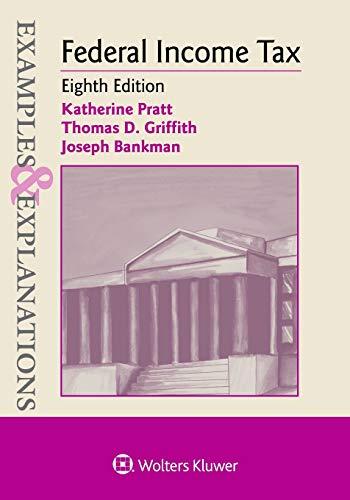 EXAMPLES & EXPLANATIONS
Federal Income Tax
Eighth Edition
Katherine Pratt
Thomas D. Griffith
Joseph Bankman
Wolters Kluwer